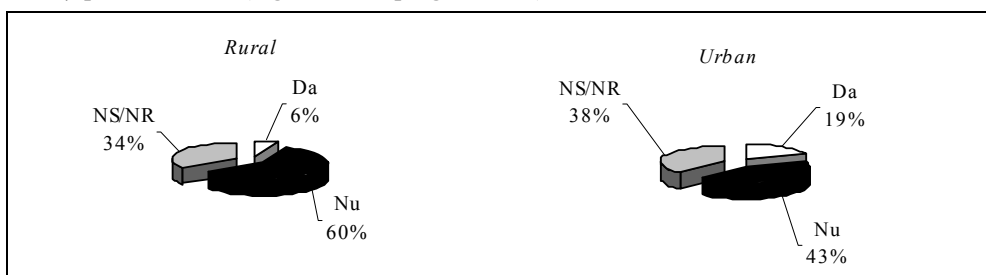 Rural
Da
6%
NS/NR
34%
Nu
60%
Urban
Da
19%
NS/NR
38%
Nu
43%